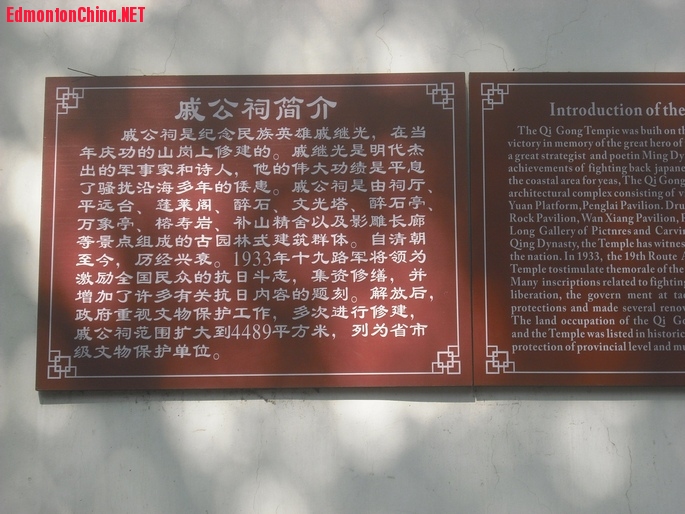 EdmontonChina.NET
戚公祠简介
戚公祠是纪念民族英雄戚继光，在当
年庆功的山岗上修建的。戚继光是明代杰
出的军事家和诗人，他的伟大功绩是平息
了骚扰沿海多年的倭患。戚公祠是由祠厅、
平远台、蓬莱阁、醉石、文光塔、醉石亭、
万象亭、榕寿岩、补山精舍以及影雕长廊
等景点组成的古园林式建筑群体。自清朝
至今，历经兴衰。1933年十九路军将领为
激励全国民众的抗日斗志，集资修缮，并
增加了许多有关抗日内容的题刻。解放后，
政府重视文物保护工作，多次进行修建，
戚公祠范围扩大到4489平方米，列为省市
级文物保护单位。
Introduction of the
The Qi Gong Tempie was buih on th
victory in memory of the great hero of
a great strategist and poetin Ming Dy
achievements of fighting back japane
the coastal area for yeas, The Qi Gong
architectural complex consisting of v
Yuan Platform, Penglai Pavilion. Dru
Rock Pavilion, Wan Xiang Pavilion, R
Long Gallery of Pictnres and Carvin
Qing Dynasty, the Temple has witness
the nation. In 1933, the 19th Route A
Temple tostimulate themorale of the
Many inscriptions related to fighting
liberation, the govern ment at tac
protections and made several renov
The land occupation of the Qi Go
and the Temple was listed in historic
protection of provincial level and mu